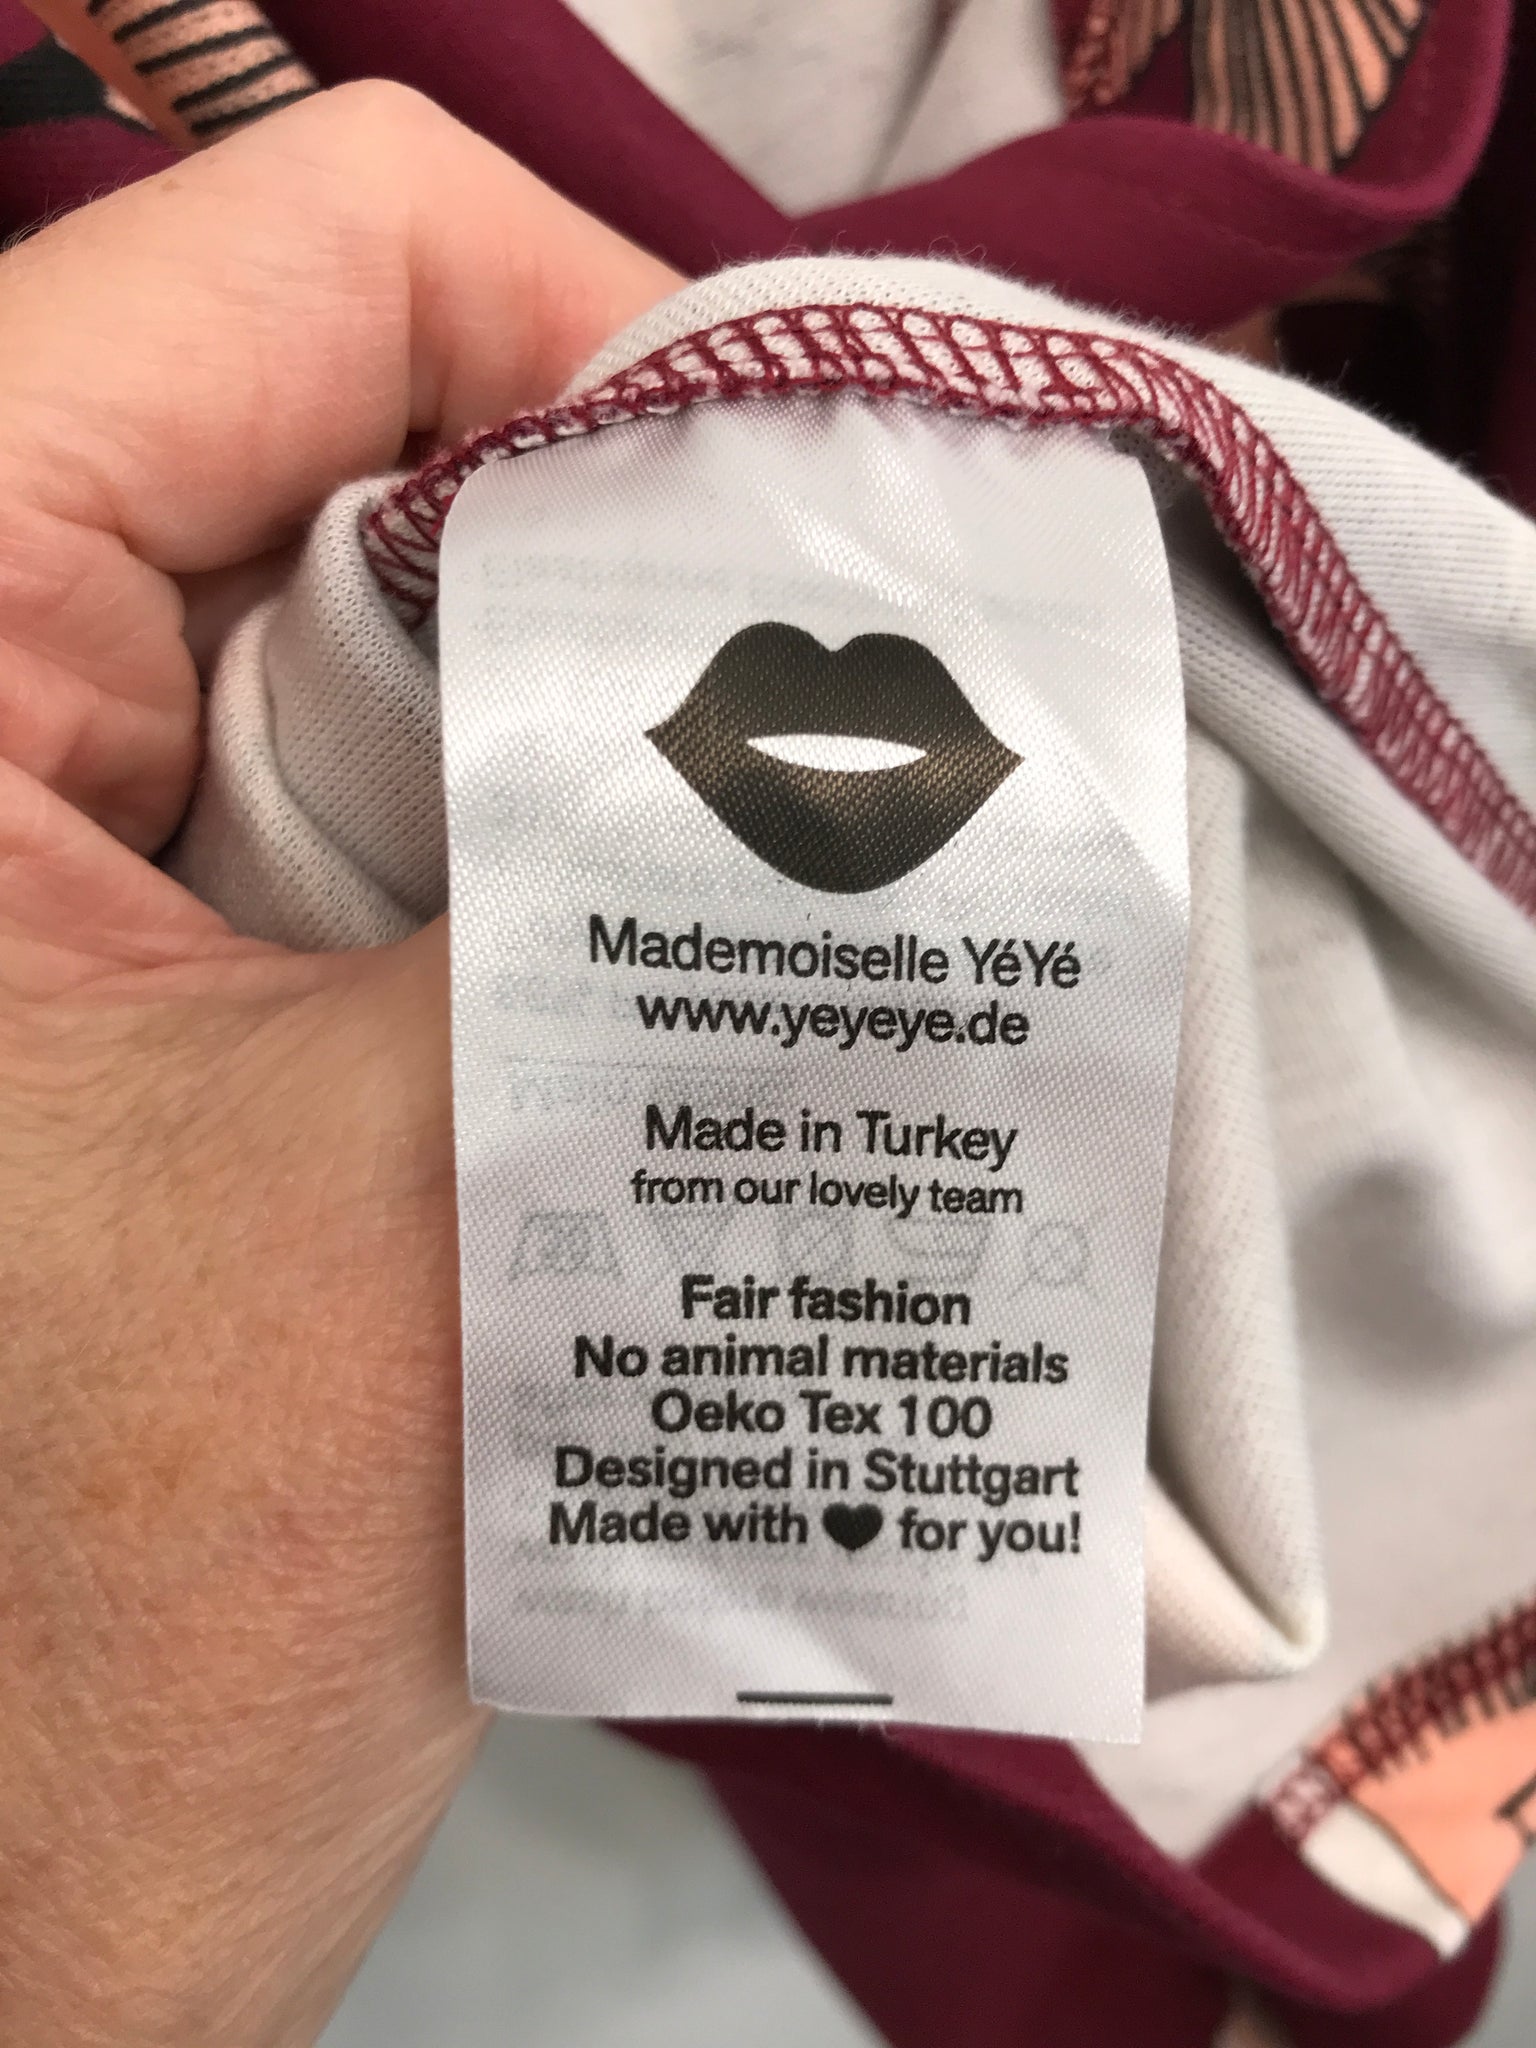 Mademoiselle YéYé
www.yeyeye.de
Made in Turkey
from our lovely team
Fair fashion
No animal materials
Oeko Tex 100
Designed in Stuttgart
Made with ♥ for you!